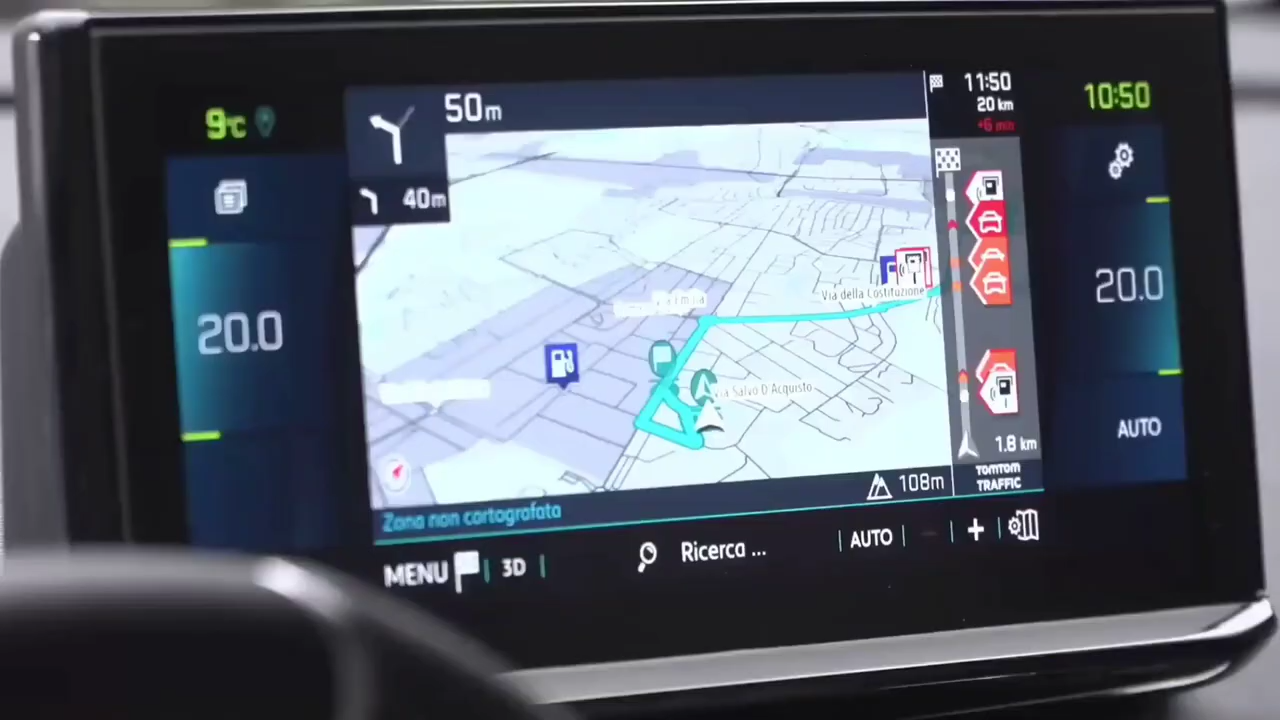 9°C
50m
11:50
20 km
+6 min
10:50
40m
20.0
20.0
Via della Costituzione
via Salvo D Acquisto
AUTO
1.8 km
TOMTOM
TRAFFIC
108m
Zona non cartografata
MENU
3D
Ricerca ...
AUTO
+